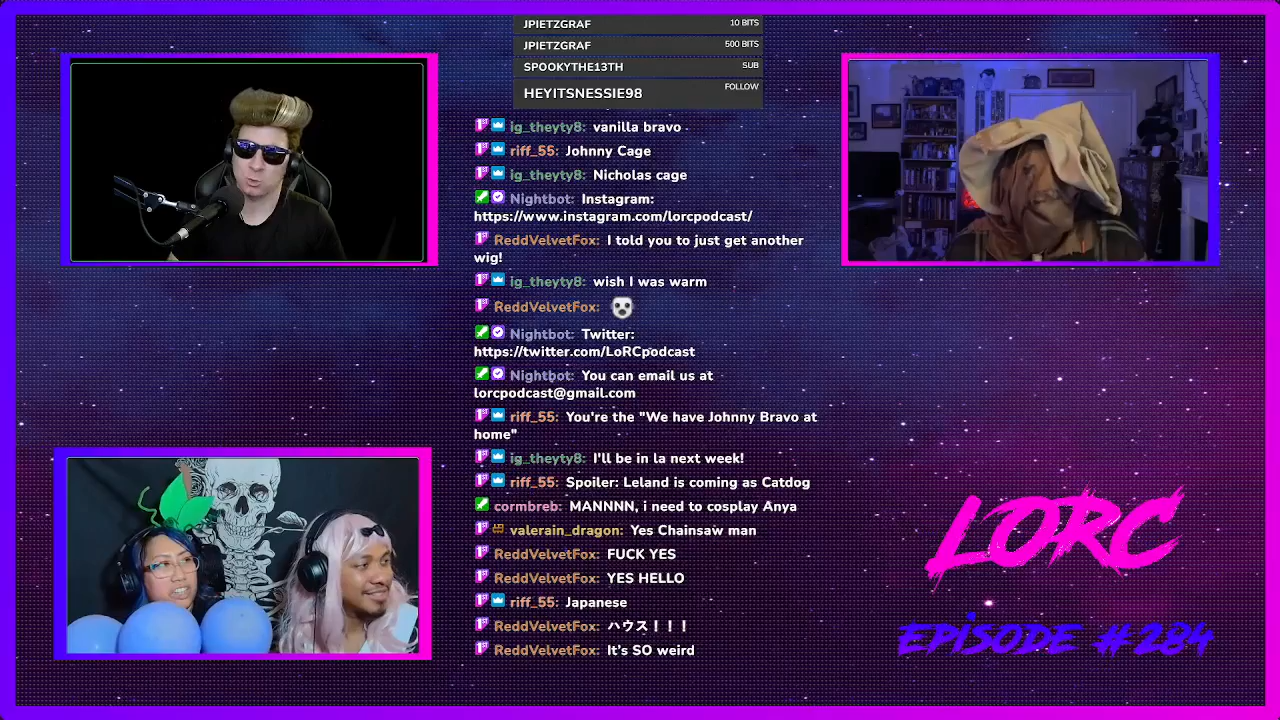 JPIETZGRAF 10 BITS
JPIETZGRAF 500 BITS
SPOOKYTHE13TH SUB
HEYITSNESSIE98 FOLLOW
ig_theyty8: vanilla bravo
riff_55: Johnny Cage
ig_theyty8: Nicholas cage
Nightbot: Instagram:
https://www.instagram.com/lorcpodcast/
ReddVelvetFox: I told you to just get another
wig!
ig_theyty8: wish I was warm
ReddVelvetFox:
Nightbot: Twitter:
https://twitter.com/LoRCpodcast
Nightbot: You can email us at
lorcpodcast@gmail.com
riff_55: You're the "We have Johnny Bravo at
home"
ig_theyty8: I'll be in la next week!
riff_55: Spoiler: Leland is coming as Catdog
cormbreb: MANNNN, i need to cosplay Anya
valerain_dragon: Yes Chainsaw man
ReddVelvetFox: FUCK YES
ReddVelvetFox: YES HELLO
riff_55: Japanese
ReddVelvetFox: ハウス！！！
ReddVelvetFox: It's SO weird
LORC
EPISODE #284